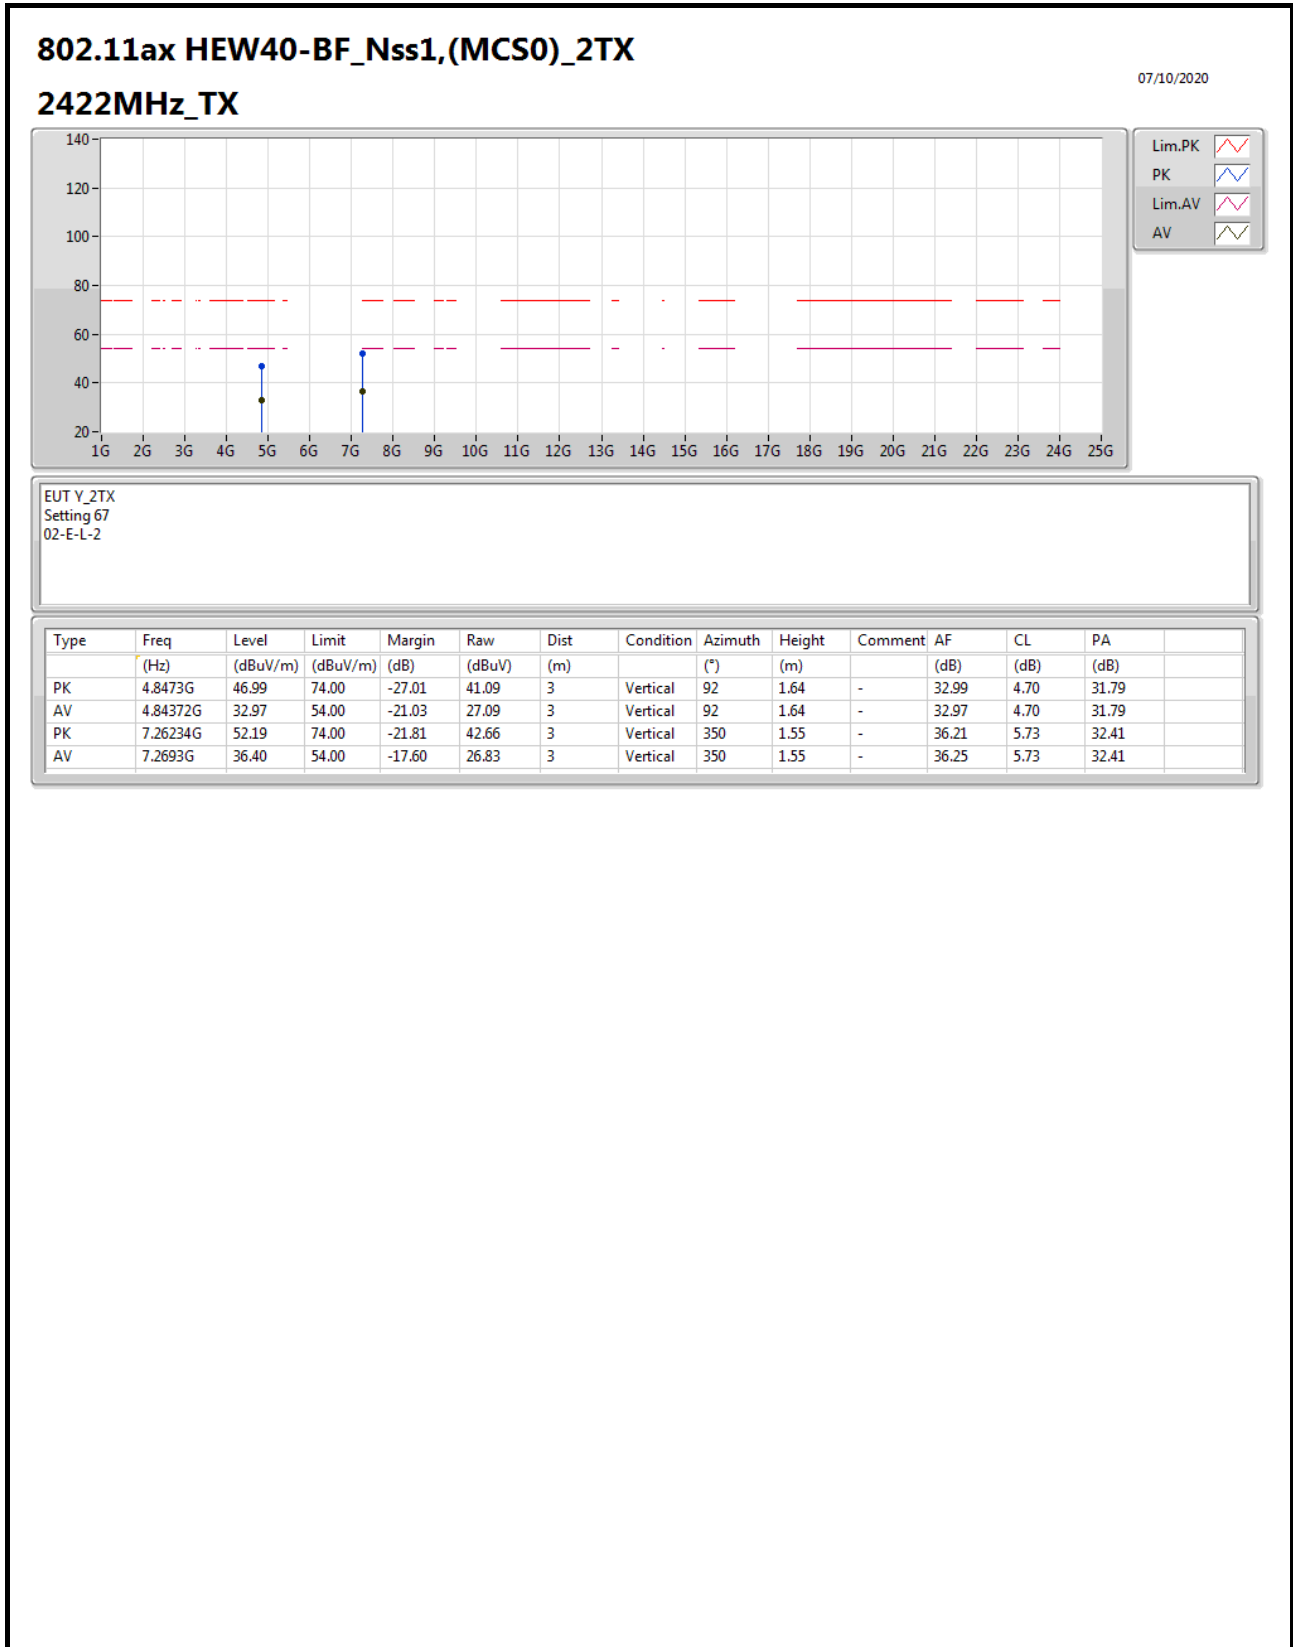 802.11ax HEW40-BF_Nss1,(MCS0)_2TX
07/10/2020
2422MHz_TX
140
120
100
80
60
40
20
1G 2G 3G 4G 5G 6G 7G 8G 9G 10G 11G 12G 13G 14G 15G 16G 17G 18G 19G 20G 21G 22G 23G 24G 25G
Lim.PK
PK
Lim.AV
AV
EUT Y_2TX
Setting 67
02-E-L-2
Type Freq Level Limit Margin Raw Dist Condition Azimuth Height Comment AF CL PA
(Hz) (dBuV/m) (dBuV/m) (dB) (dBuV) (m) (°) (m) (dB) (dB) (dB)
PK 4.8473G 46.99 74.00 -27.01 41.09 3 Vertical 92 1.64 - 32.99 4.70 31.79
AV 4.84372G 32.97 54.00 -21.03 27.09 3 Vertical 92 1.64 - 32.97 4.70 31.79
PK 7.26234G 52.19 74.00 -21.81 42.66 3 Vertical 350 1.55 - 36.21 5.73 32.41
AV 7.2693G 36.40 54.00 -17.60 26.83 3 Vertical 350 1.55 - 36.25 5.73 32.41